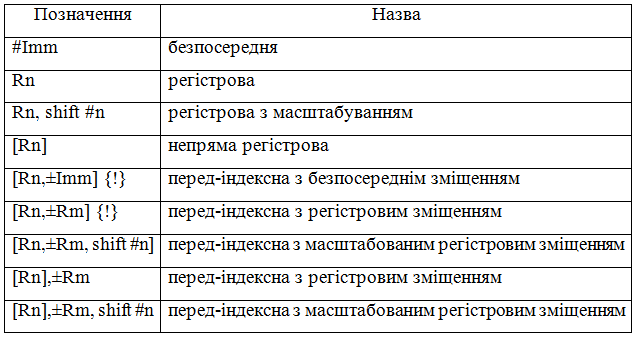 Позначення Назва
#Imm безпосередня
Rn регістрова
Rn, shift #n регістрова з масштабуванням
[Rn] непряма регістрова
[Rn,±Imm] {!} перед-індексна з безпосереднім зміщенням
[Rn,±Rm] {!} перед-індексна з регістровим зміщенням
[Rn,±Rm, shift #n] перед-індексна з масштабованим регістровим зміщенням
[Rn],±Rm перед-індексна з регістровим зміщенням
[Rn],±Rm, shift #n перед-індексна з масштабованим регістровим зміщенням